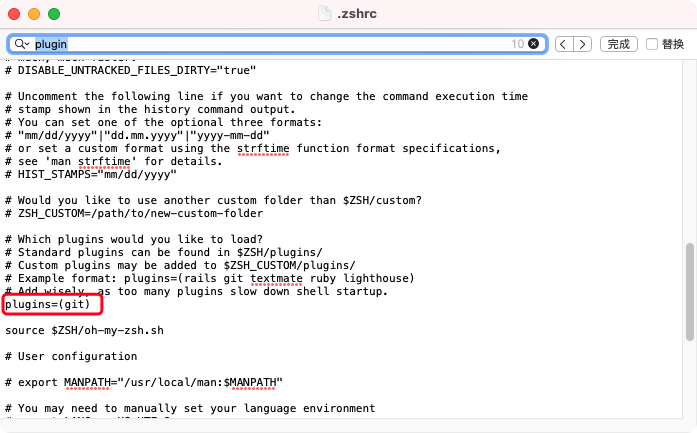 .zshrc
plugin 10 完成 替换
# DISABLE_UNTRACKED_FILES_DIRTY="true"
# Uncomment the following line if you want to change the command execution time
# stamp shown in the history command output.
# You can set one of the optional three formats:
# "mm/dd/yyyy"|"dd.mm.yyyy"|"yyyy-mm-dd"
# or set a custom format using the strftime function format specifications,
# see 'man strftime' for details.
# HIST_STAMPS="mm/dd/yyyy"
# Would you like to use another custom folder than $ZSH/custom?
# ZSH_CUSTOM=/path/to/new-custom-folder
# Which plugins would you like to load?
# Standard plugins can be found in $ZSH/plugins/
# Custom plugins may be added to $ZSH_CUSTOM/plugins/
# Example format: plugins=(rails git textmate ruby lighthouse)
# Add wisely, as too many plugins slow down shell startup.
plugins=(git)
source $ZSH/oh-my-zsh.sh
# User configuration
# export MANPATH="/usr/local/man:$MANPATH"
# You may need to manually set your language environment